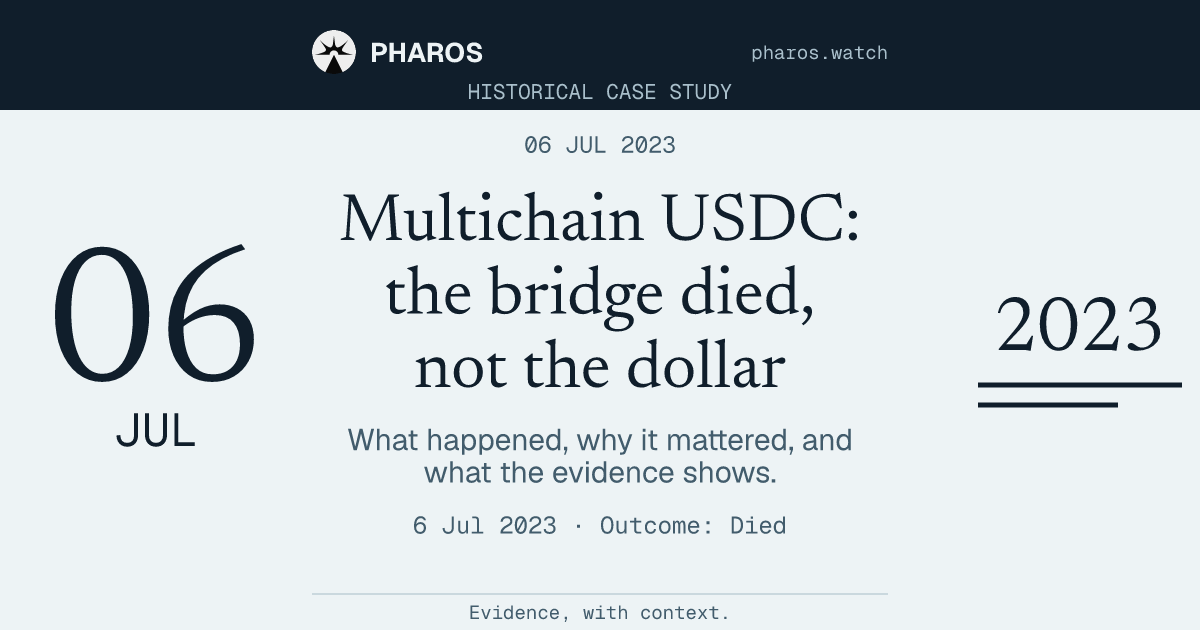 PHAROS
pharos.watch
HISTORICAL CASE STUDY
06 JUL 2023
Multichain USDC:
the bridge died,
not the dollar
06
JUL
2023
What happened, why it mattered, and
what the evidence shows.
6 Jul 2023 · Outcome: Died
Evidence, with context.